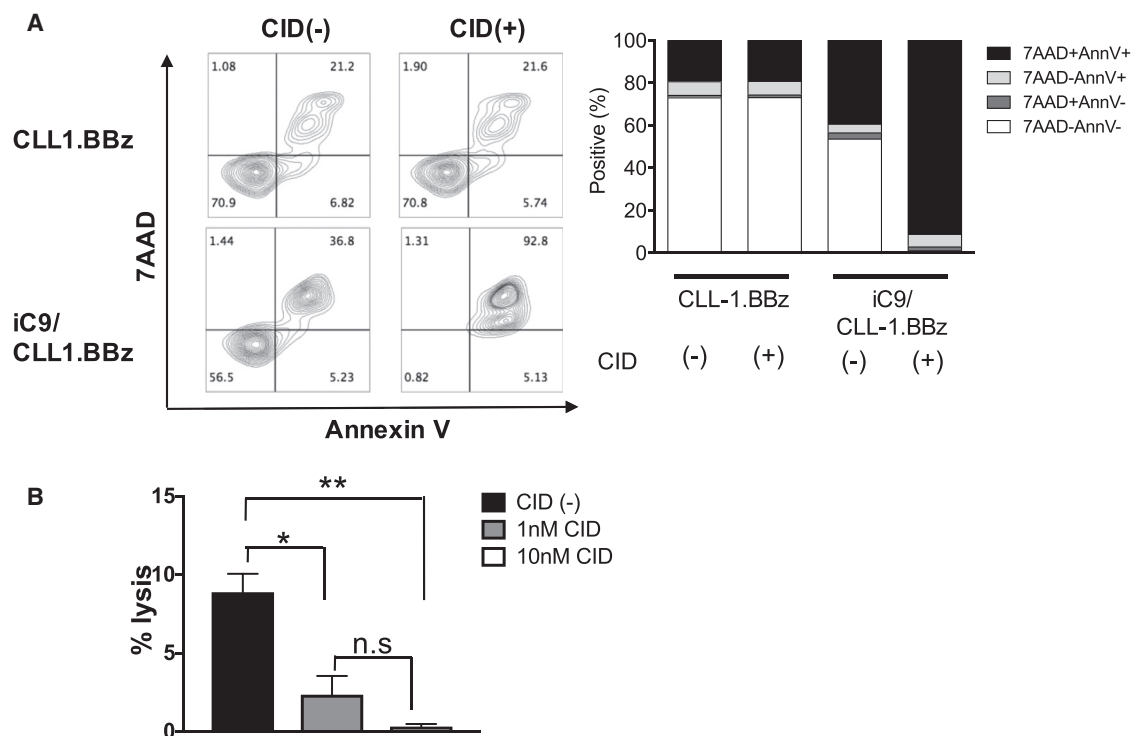 A
CID(-) CID(+)
CLL1.BBz
1.08 21.2
70.9 6.82
1.90 21.6
70.8 5.74
7AAD
iC9/
CLL1.BBz
1.44 36.8
56.5 5.23
1.31 92.8
0.82 5.13
Annexin V
Positive (%)
100
80
60
40
20
0
7AAD+AnnV+
7AAD-AnnV+
7AAD+AnnV-
7AAD-AnnV-
CLL-1.BBz
iC9/
CLL-1.BBz
CID (-) (+) (-) (+)
B
% lysis
15
10
5
0
**
*
n.s
CID (-)
1nM CID
10nM CID